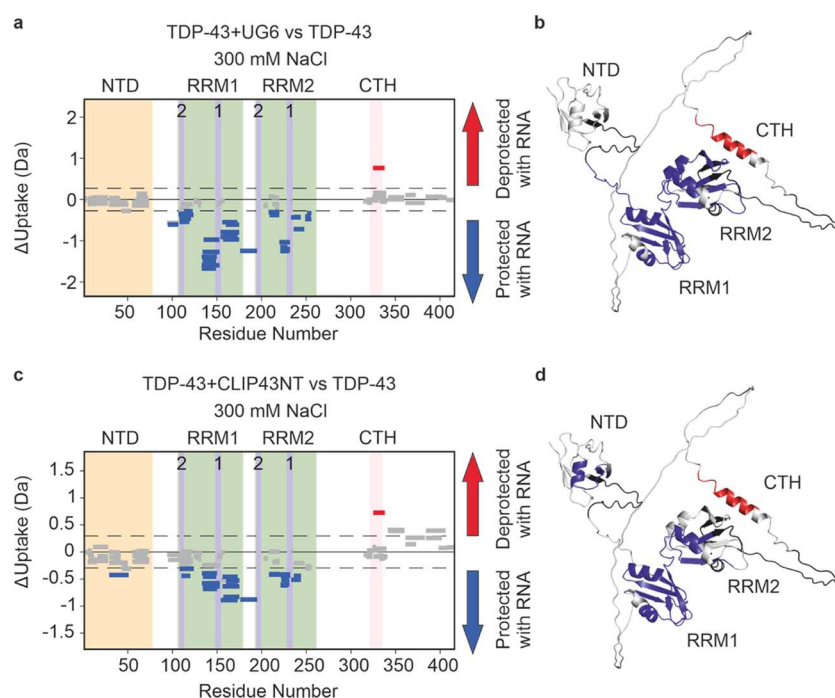 a
TDP-43+UG6 vs TDP-43
300 mM NaCl
NTD RRM1 RRM2 CTH
2 1 2 1
2
1
0
-1
-2
ΔUptake (Da)
50 100 150 200 250 300 350 400
Residue Number
Deprotected with RNA
Protected with RNA
b
NTD
CTH
RRM2
RRM1
c
TDP-43+CLIP43NT vs TDP-43
300 mM NaCl
NTD RRM1 RRM2 CTH
2 1 2 1
1.5
1
0.5
0
-0.5
-1
-1.5
ΔUptake (Da)
50 100 150 200 250 300 350 400
Residue Number
Deprotected with RNA
Protected with RNA
d
NTD
CTH
RRM2
RRM1